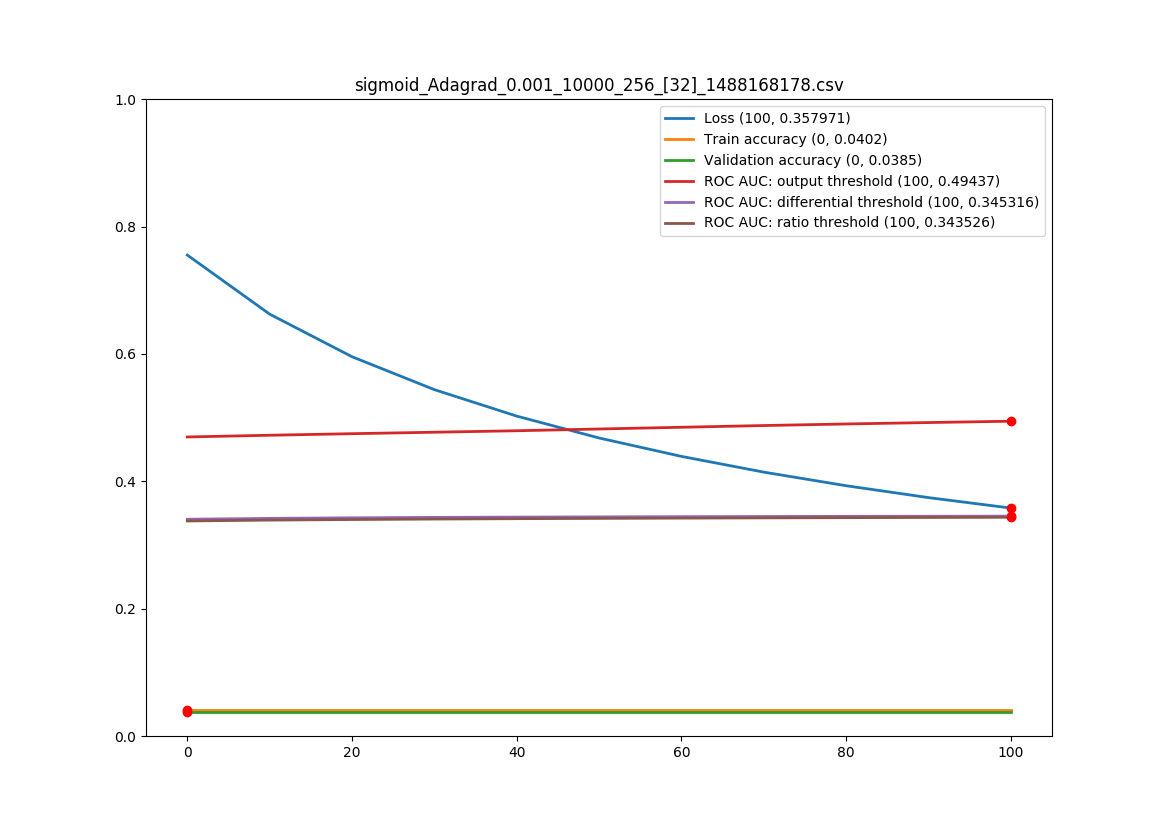 sigmoid_Adagrad_0.001_10000_256_[32]_1488168178.csv
1.0
0.8
0.6
0.4
0.2
0.0
Loss (100, 0.357971)
Train accuracy (0, 0.0402)
Validation accuracy (0, 0.0385)
ROC AUC: output threshold (100, 0.49437)
ROC AUC: differential threshold (100, 0.345316)
ROC AUC: ratio threshold (100, 0.343526)
0 20 40 60 80 100